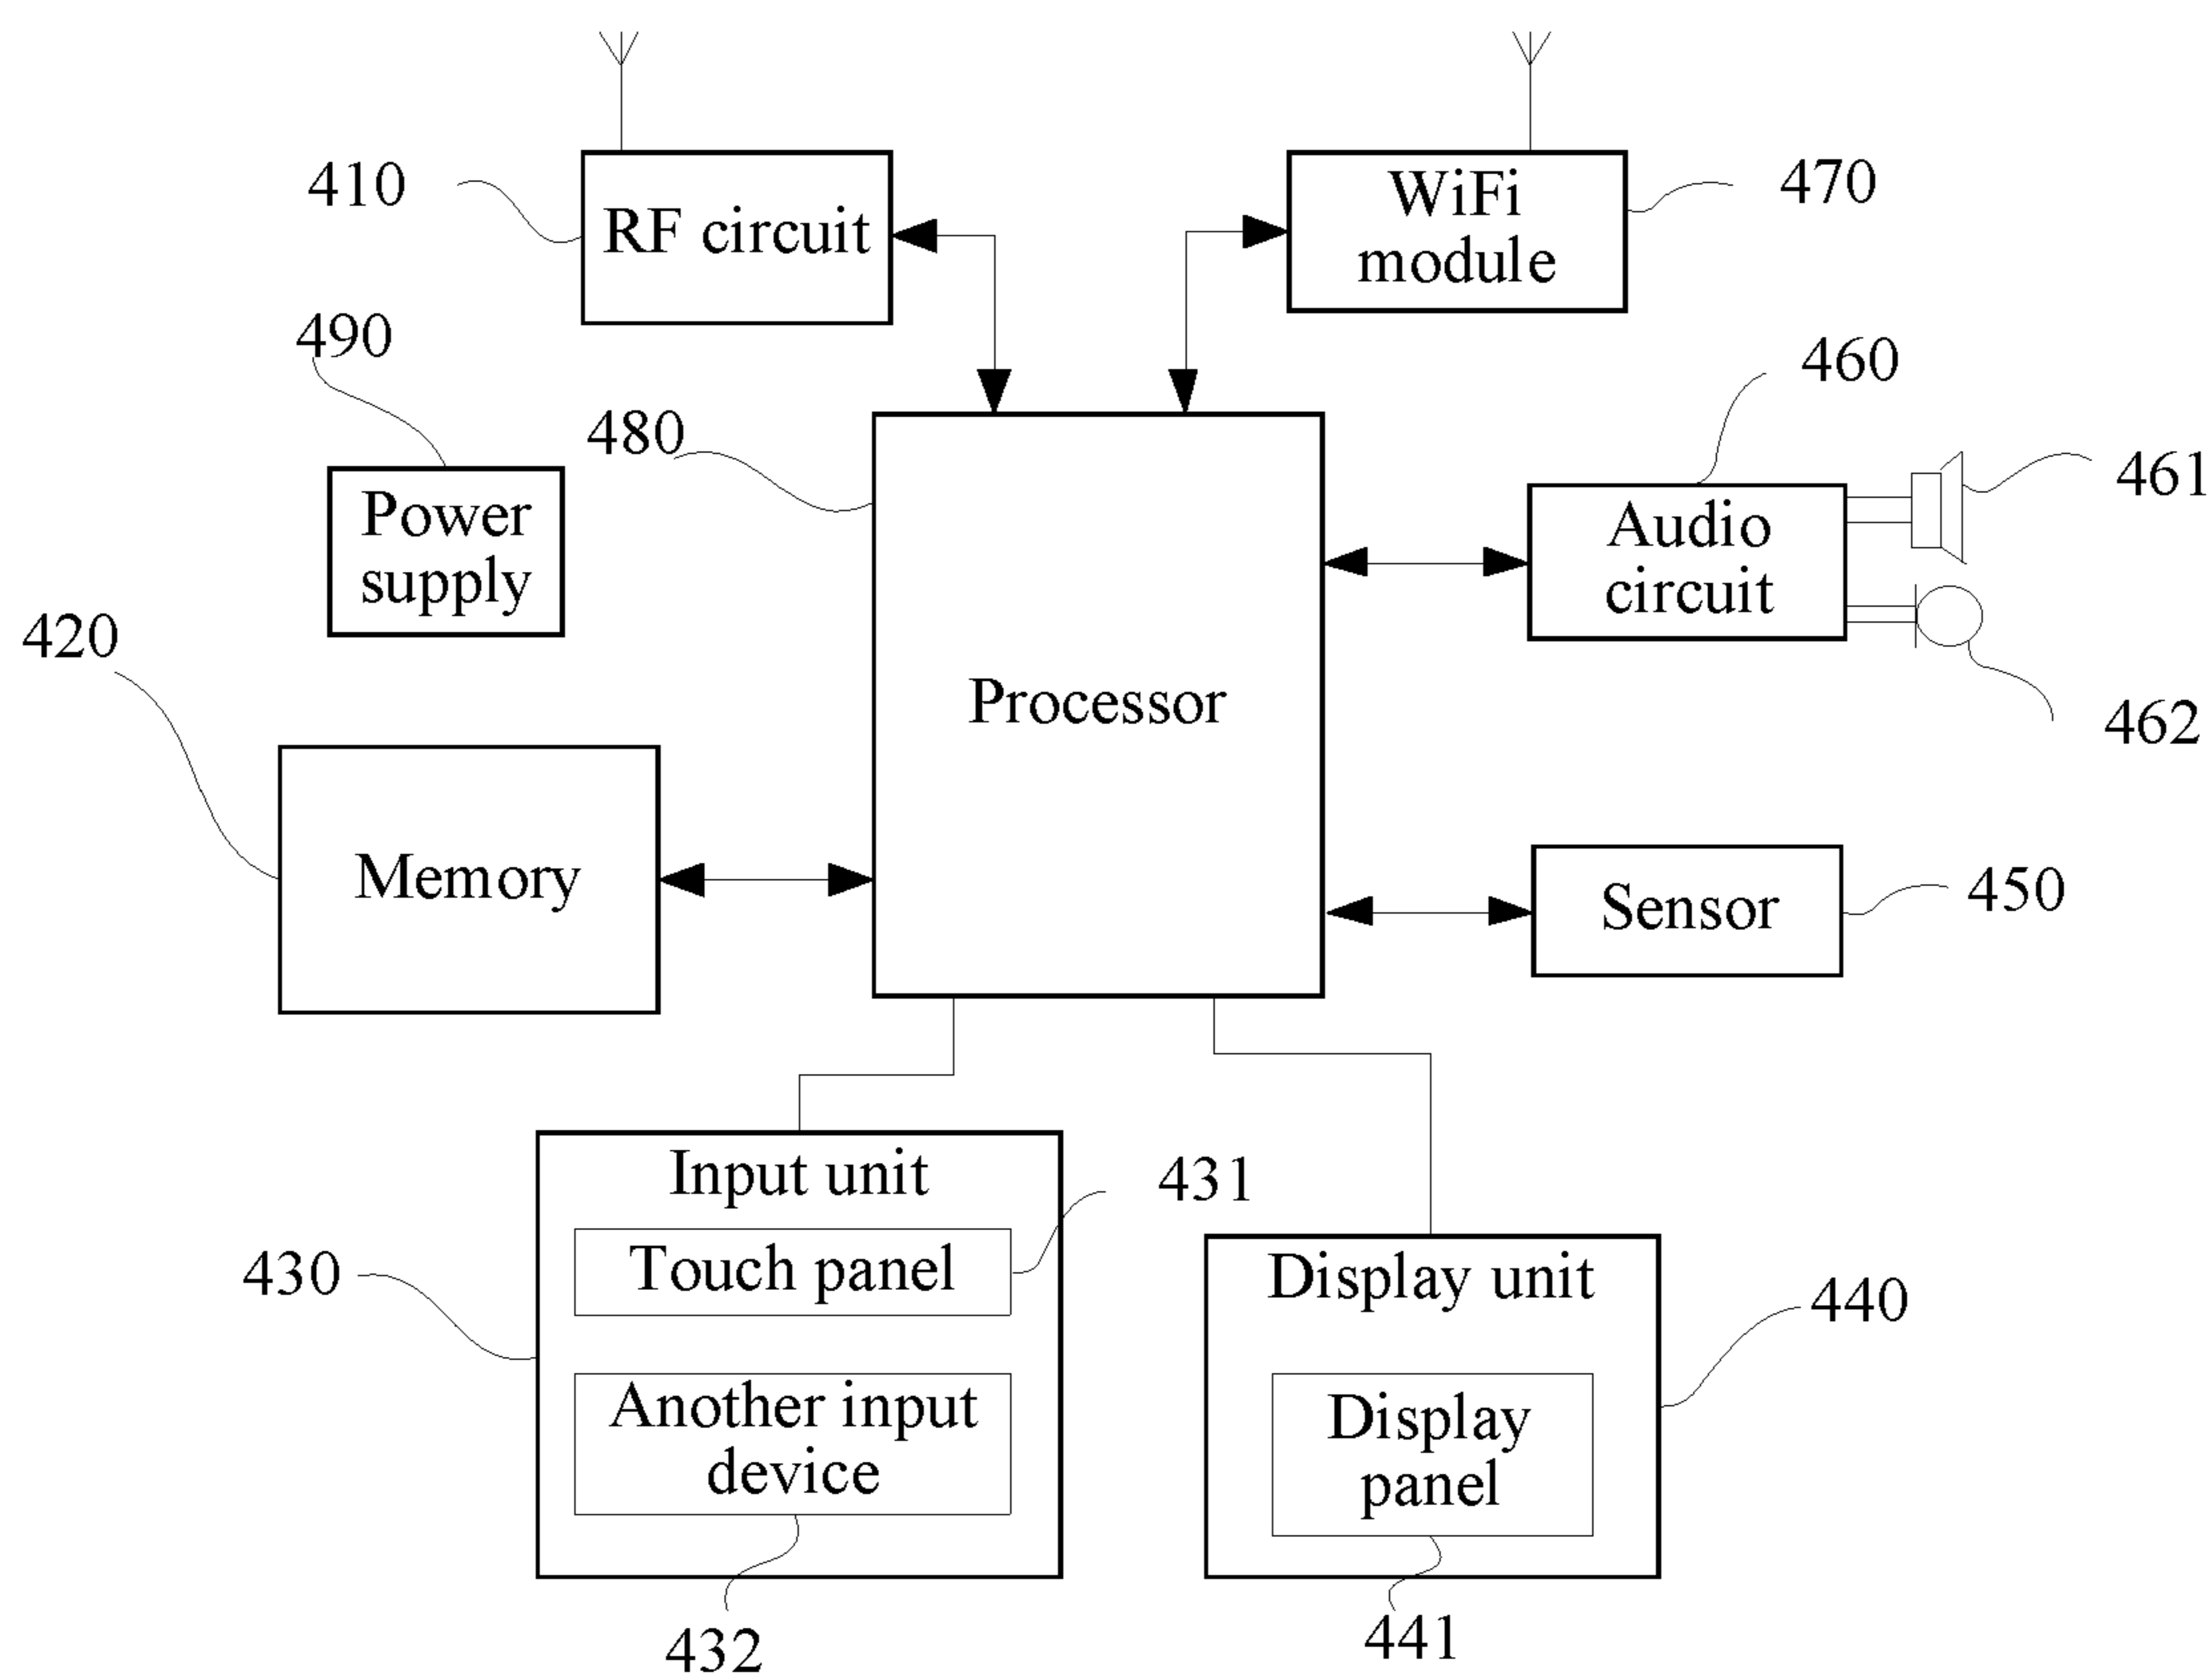 410
RF circuit
WiFi
module
470
490
480
460
461
Power
supply
Audio
circuit
420
462
Processor
Memory
Sensor
450
Input unit
431
Touch panel
430
Another input
device
432
Display unit
440
Display
panel
441